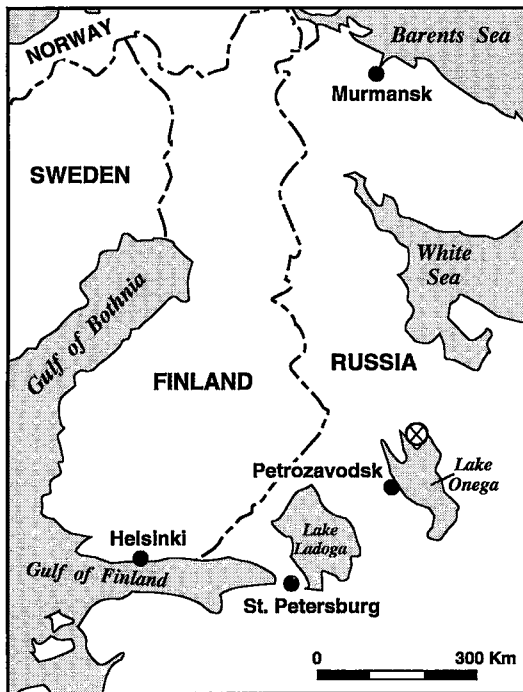 NORWAY
Barents Sea
Murmansk
SWEDEN
White
Sea
Gulf of Bothnia
RUSSIA
FINLAND
Petrozavodsk
Lake
Onega
Helsinki
Lake
Ladoga
Gulf of Finland
St. Petersburg
0 300 Km